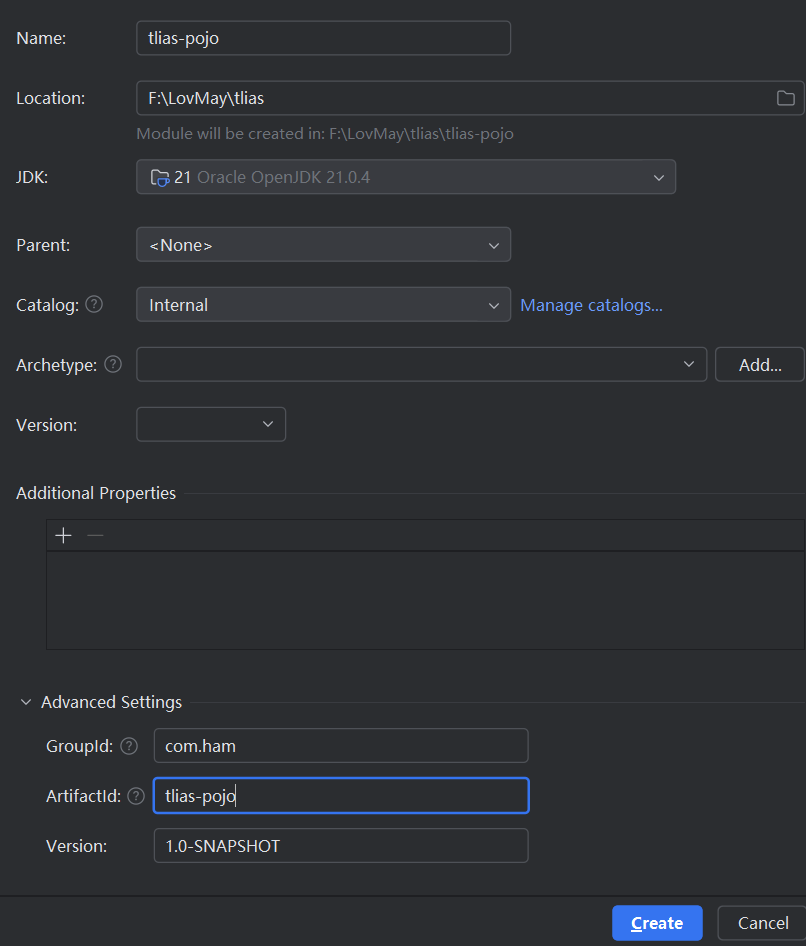 Name: tlias-pojo
Location: F:\LovMay\tlias
Module will be created in: F:\LovMay\tlias\tlias-pojo
JDK: 21 Oracle OpenJDK 21.0.4
Parent: <None>
Catalog: ? Internal Manage catalogs...
Archetype: ? Add...
Version:
Additional Properties
Advanced Settings
GroupId: ? com.ham
ArtifactId: ? tlias-pojo
Version: 1.0-SNAPSHOT
Create Cancel